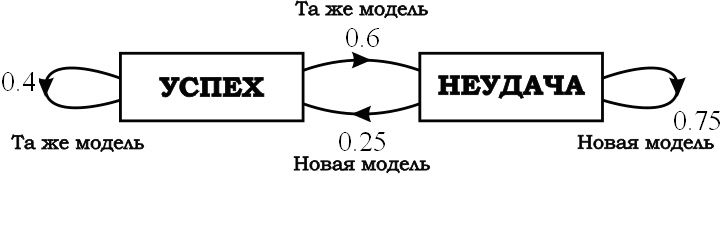 Та же модель
0.6
0.4
УСПЕХ
НЕУДАЧА
0.75
Та же модель
0.25
Новая модель
Новая модель